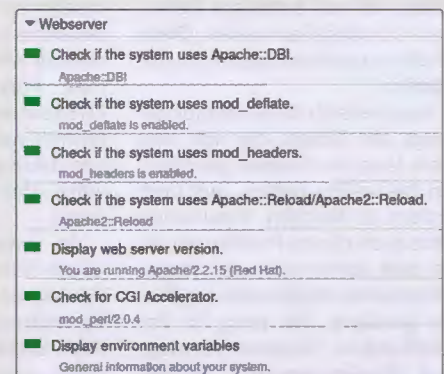 Webserver
Check if the system uses Apache::DBI.
Apache::DBI
Check if the system uses mod_deflate.
mod_deflate is enabled.
Check if the system uses mod_headers.
mod_headers is enabled.
Check if the system uses Apache::Reload/Apache2::Reload.
Apache2::Reload
Display web server version.
You are running Apache/2.2.15 (Red Hat).
Check for CGI Accelerator.
mod_perl/2.0.4
Display environment variables
General information about your system.